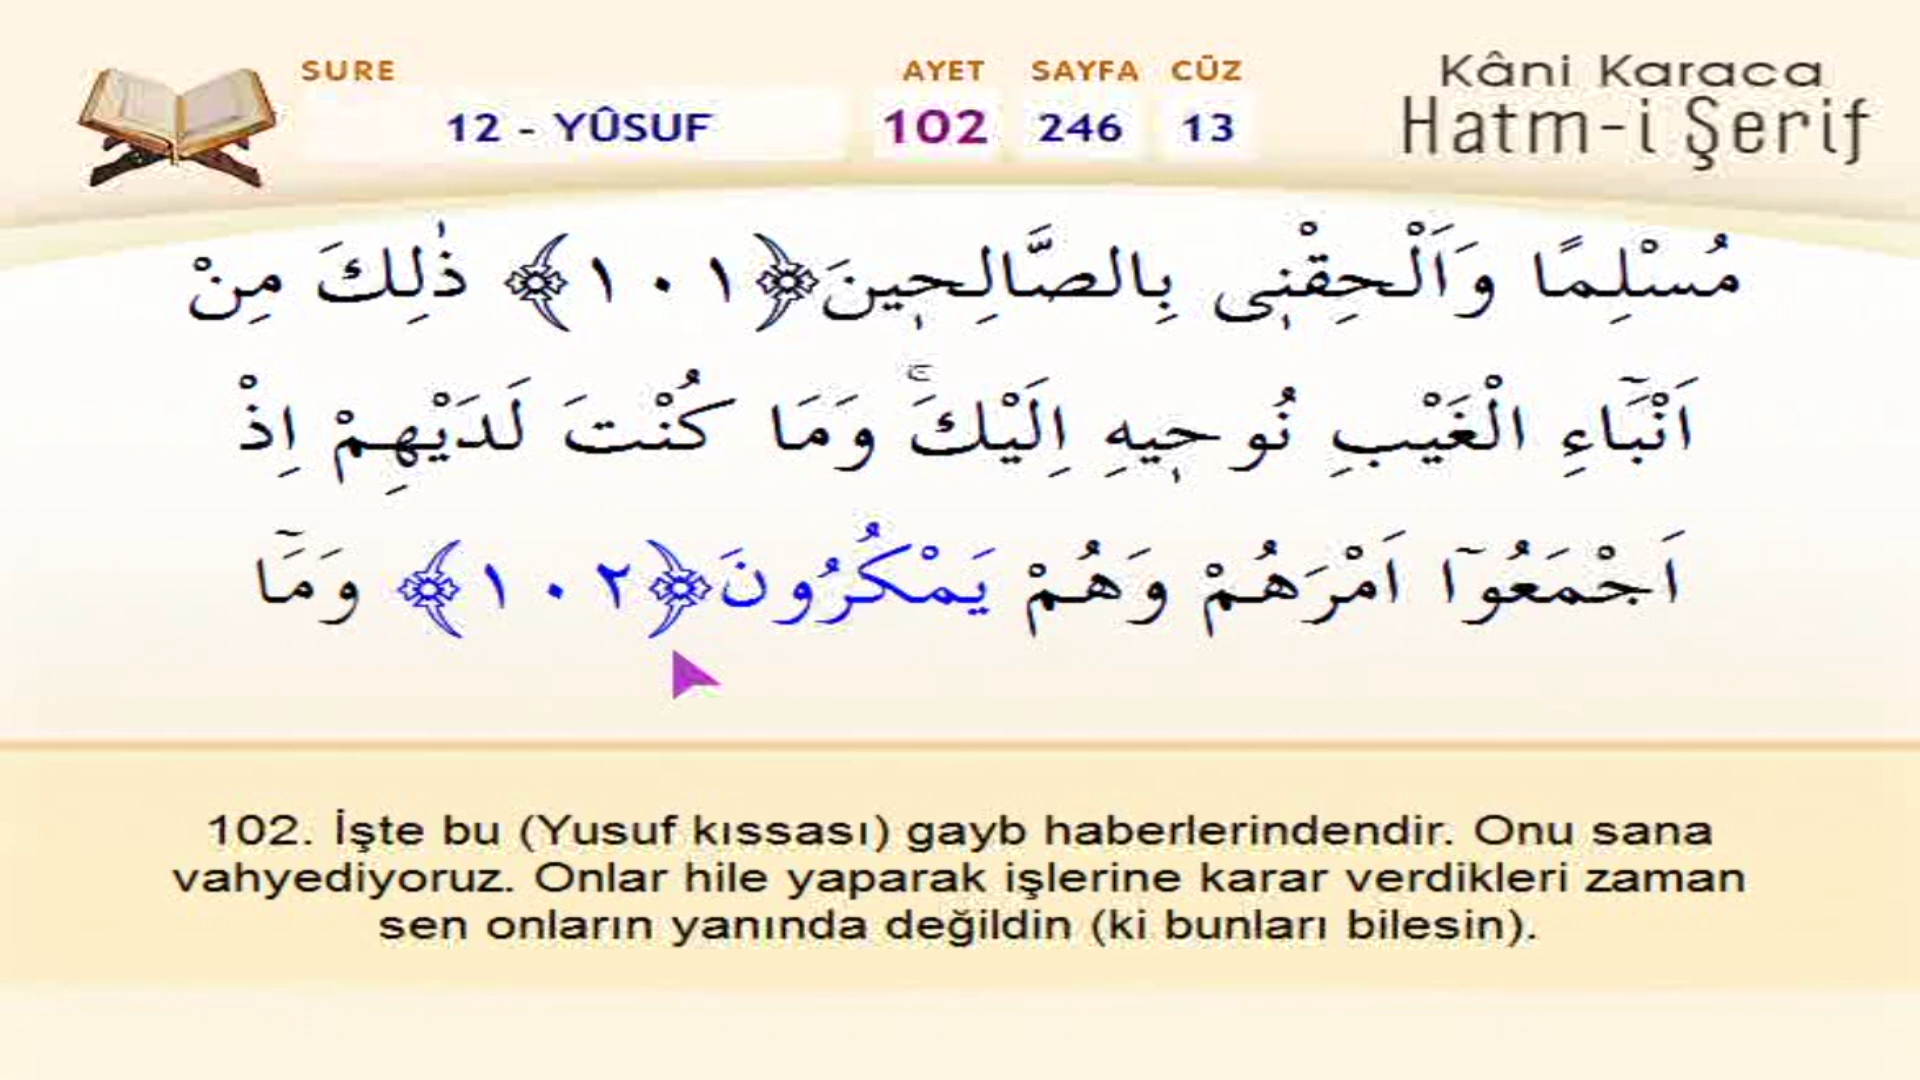 SURE AYET SAYFA CÜZ
12 - YÛSUF 102 246 13
Kâni Karaca
Hatm-i Şerif
مُسْلِمًا وَاَلْحِقْنٖى بِالصَّالِحٖينَ ﴿١٠١﴾ ذٰلِكَ مِنْ
اَنْبَٓاءِ الْغَيْبِ نُوحٖيهِ اِلَيْكَۚ وَمَا كُنْتَ لَدَيْهِمْ اِذْ
اَجْمَعُوٓا اَمْرَهُمْ وَهُمْ يَمْكُرُونَ ﴿١٠٢﴾ وَمَٓا
102. İşte bu (Yusuf kıssası) gayb haberlerindendir. Onu sana
vahyediyoruz. Onlar hile yaparak işlerine karar verdikleri zaman
sen onların yanında değildin (ki bunları bilesin).